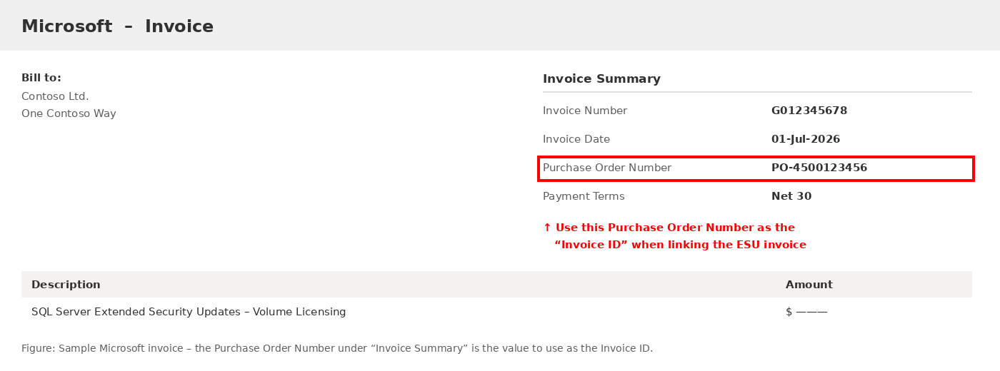 Microsoft – Invoice
Bill to:
Contoso Ltd.
One Contoso Way
Invoice Summary
Invoice Number G012345678
Invoice Date 01-Jul-2026
Purchase Order Number PO-4500123456
Payment Terms Net 30
↑ Use this Purchase Order Number as the
“Invoice ID” when linking the ESU invoice
Description Amount
SQL Server Extended Security Updates – Volume Licensing $ ———
Figure: Sample Microsoft invoice – the Purchase Order Number under “Invoice Summary” is the value to use as the Invoice ID.